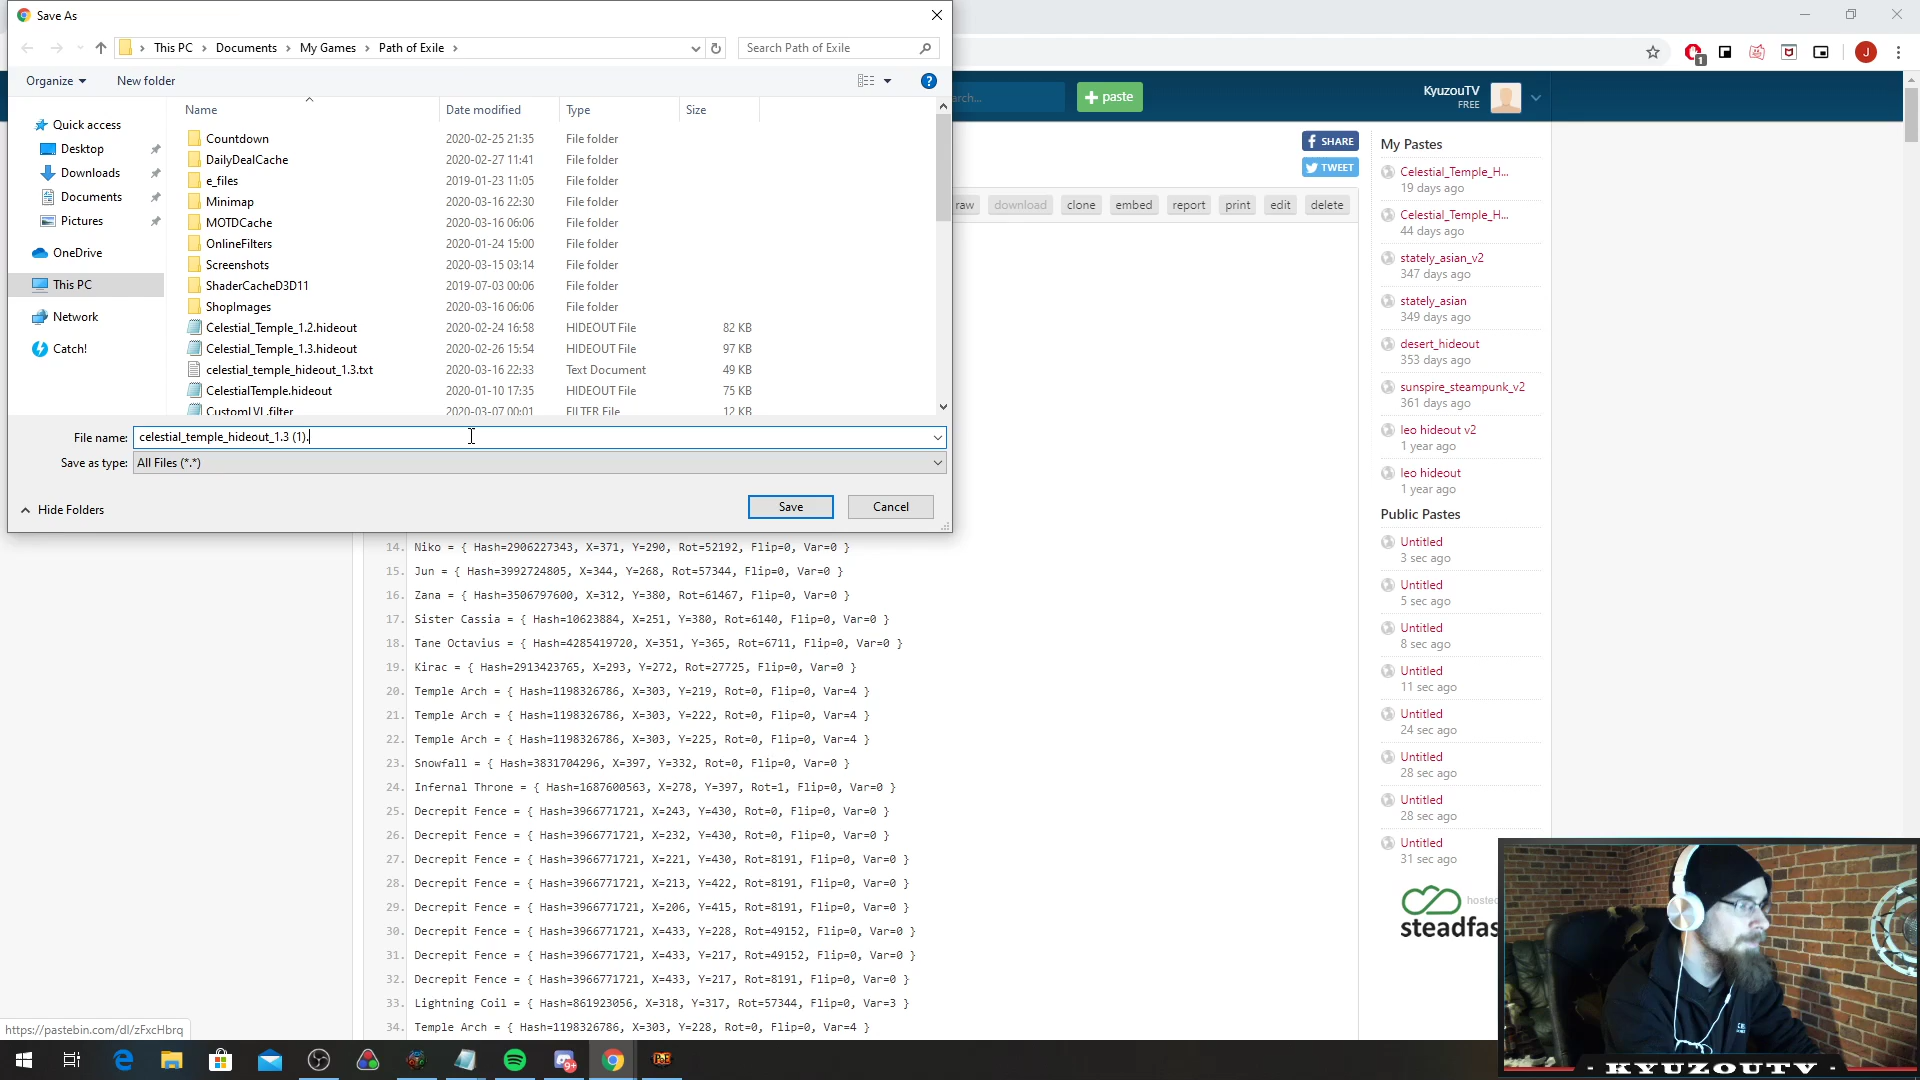 Save As
This PC > Documents > My Games > Path of Exile >
Search Path of Exile
Organize
New folder
Name Date modified Type Size
Quick access
Desktop
Downloads
Documents
Pictures
OneDrive
This PC
Network
Catch!
Countdown 2020-02-25 21:35 File folder
DailyDealCache 2020-02-27 11:41 File folder
e_files 2019-01-23 11:05 File folder
Minimap 2020-03-16 22:30 File folder
MOTDCache 2020-03-16 06:06 File folder
OnlineFilters 2020-01-24 15:00 File folder
Screenshots 2020-03-15 03:14 File folder
ShaderCacheD3D11 2019-07-03 00:06 File folder
ShopImages 2020-03-16 06:06 File folder
Celestial_Temple_1.2.hideout 2020-02-24 16:58 HIDEOUT File 82 KB
Celestial_Temple_1.3.hideout 2020-02-26 15:54 HIDEOUT File 97 KB
celestial_temple_hideout_1.3.txt 2020-03-16 22:33 Text Document 49 KB
CelestialTemple.hideout 2020-01-10 17:35 HIDEOUT File 75 KB
CustomLVL.filter 2020-03-07 00:01 FILTER File 12 KB
File name: celestial_temple_hideout_1.3 (1).
Save as type: All Files (*.*)
Hide Folders
Save
Cancel
1
J
+ paste
KyuzouTV
FREE
SHARE
TWEET
raw download clone embed report print edit delete
14. Niko = { Hash=2906227343, X=371, Y=290, Rot=52192, Flip=0, Var=0 }
15. Jun = { Hash=3992724805, X=344, Y=268, Rot=57344, Flip=0, Var=0 }
16. Zana = { Hash=3506797600, X=312, Y=380, Rot=61467, Flip=0, Var=0 }
17. Sister Cassia = { Hash=10623884, X=251, Y=380, Rot=6140, Flip=0, Var=0 }
18. Tane Octavius = { Hash=4285419720, X=351, Y=365, Rot=6711, Flip=0, Var=0 }
19. Kirac = { Hash=2913423765, X=293, Y=272, Rot=27725, Flip=0, Var=0 }
20. Temple Arch = { Hash=1198326786, X=303, Y=219, Rot=0, Flip=0, Var=4 }
21. Temple Arch = { Hash=1198326786, X=303, Y=222, Rot=0, Flip=0, Var=4 }
22. Temple Arch = { Hash=1198326786, X=303, Y=225, Rot=0, Flip=0, Var=4 }
23. Snowfall = { Hash=3831704296, X=397, Y=332, Rot=0, Flip=0, Var=0 }
24. Infernal Throne = { Hash=1687600563, X=278, Y=397, Rot=1, Flip=0, Var=0 }
25. Decrepit Fence = { Hash=3966771721, X=243, Y=430, Rot=0, Flip=0, Var=0 }
26. Decrepit Fence = { Hash=3966771721, X=232, Y=430, Rot=0, Flip=0, Var=0 }
27. Decrepit Fence = { Hash=3966771721, X=221, Y=430, Rot=8191, Flip=0, Var=0 }
28. Decrepit Fence = { Hash=3966771721, X=213, Y=422, Rot=8191, Flip=0, Var=0 }
29. Decrepit Fence = { Hash=3966771721, X=206, Y=415, Rot=8191, Flip=0, Var=0 }
30. Decrepit Fence = { Hash=3966771721, X=433, Y=228, Rot=49152, Flip=0, Var=0 }
31. Decrepit Fence = { Hash=3966771721, X=433, Y=217, Rot=49152, Flip=0, Var=0 }
32. Decrepit Fence = { Hash=3966771721, X=433, Y=217, Rot=8191, Flip=0, Var=0 }
33. Lightning Coil = { Hash=861923056, X=318, Y=317, Rot=57344, Flip=0, Var=3 }
34. Temple Arch = { Hash=1198326786, X=303, Y=228, Rot=0, Flip=0, Var=4 }
My Pastes
Celestial_Temple_H...
19 days ago
Celestial_Temple_H...
44 days ago
stately_asian_v2
347 days ago
stately_asian
349 days ago
desert_hideout
353 days ago
sunspire_steampunk_v2
361 days ago
leo hideout v2
1 year ago
leo hideout
1 year ago
Public Pastes
Untitled
3 sec ago
Untitled
5 sec ago
Untitled
8 sec ago
Untitled
11 sec ago
Untitled
24 sec ago
Untitled
28 sec ago
Untitled
28 sec ago
Untitled
31 sec ago
hosted
steadfas
https://pastebin.com/dl/zFxcHbrq
PoE
- KYUZOUTV -